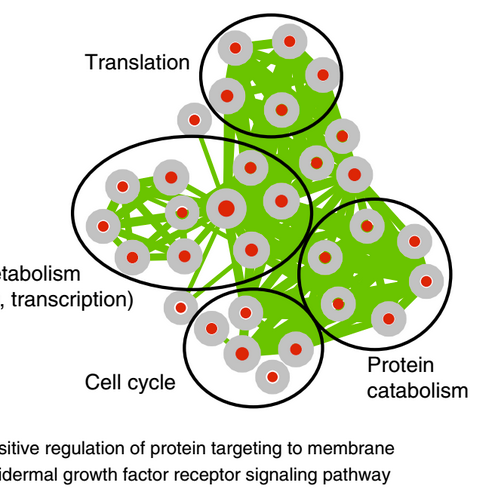 Translation
etabolism
, transcription)
Cell cycle
Protein
catabolism
sitive regulation of protein targeting to membrane
idermal growth factor receptor signaling pathway